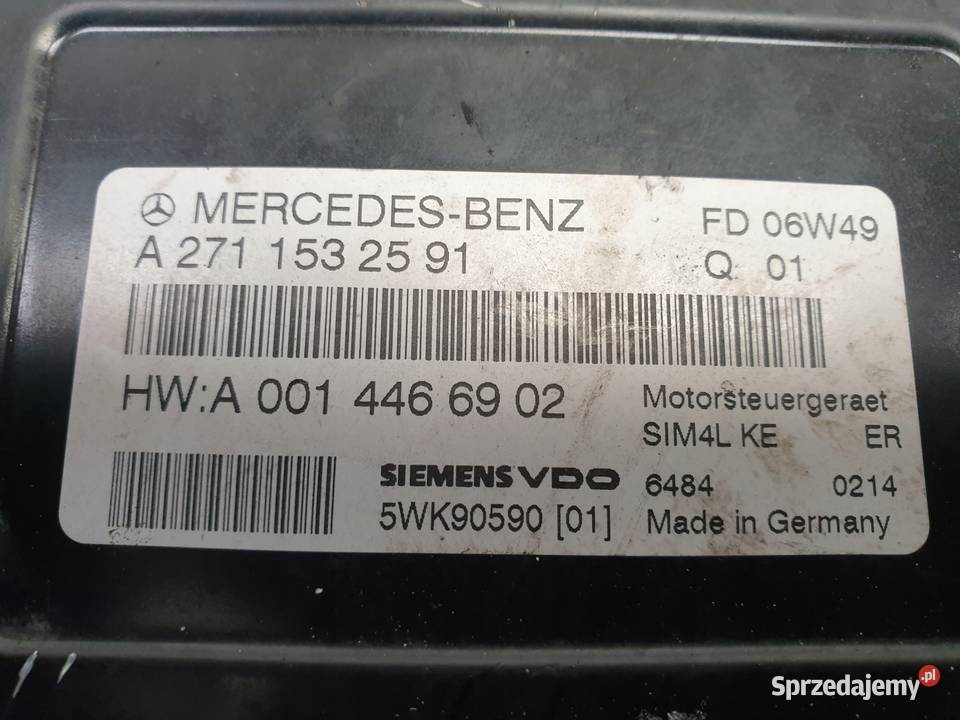 MERCEDES-BENZ FD 06W49
A 271 153 25 91 Q 01
HW:A 001 446 69 02 Motorsteuergeraet
SIM4L KE ER
SIEMENS VDO 6484 0214
5WK90590 [01] Made in Germany
Sprzedajemy.pl